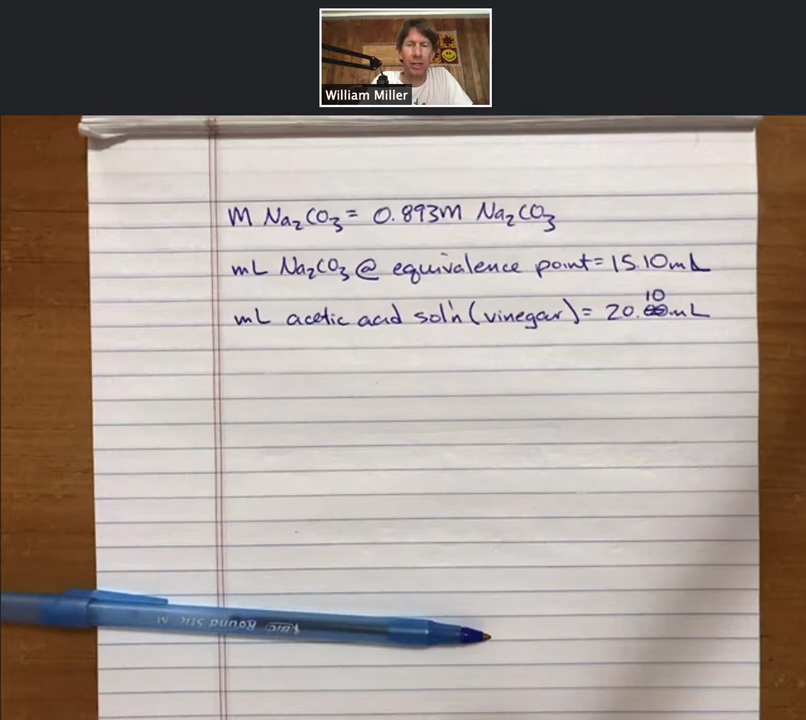 William Miller
M Na₂CO₃ = 0.893M Na₂CO₃
mL Na₂CO₃ @ equivalence point = 15.10mL
10
mL acetic acid sol'n (vinegar) = 20.00mL
BIC Round Stic M